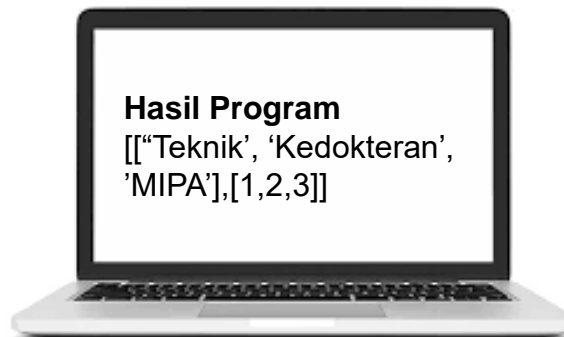 Hasil Program
[[“Teknik’, ‘Kedokteran’,
’MIPA’],[1,2,3]]